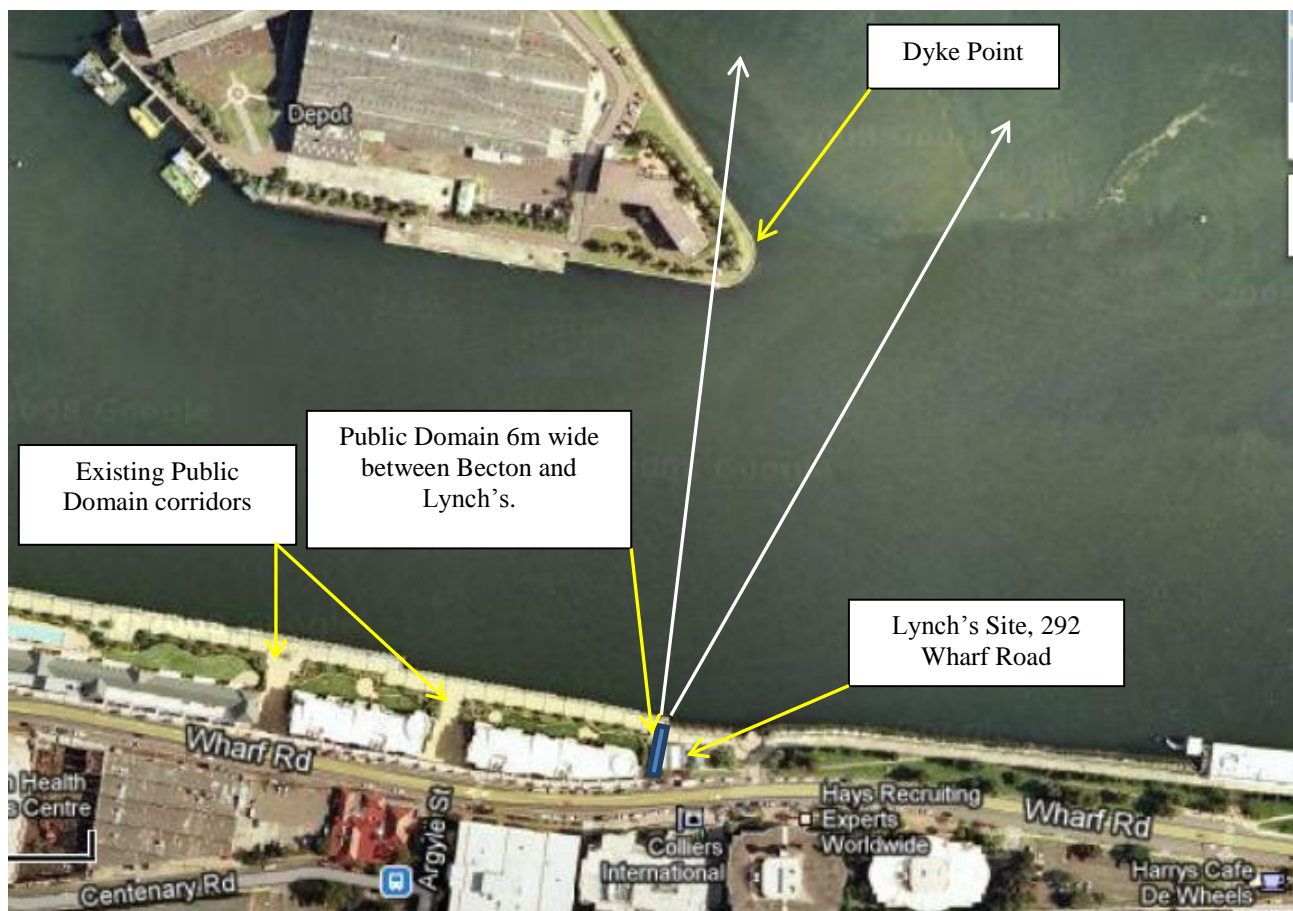 Dyke Point
Depot
Public Domain 6m wide
between Becton and
Lynch's.
Existing Public
Domain corridors
Lynch's Site, 292
Wharf Road
Wharf Rd
Health
Centre
Argyle St
Centenary Rd
Colliers
International
Hays Recruiting
Experts
Worldwide
Wharf Rd
Harrys Cafe
De Wheels